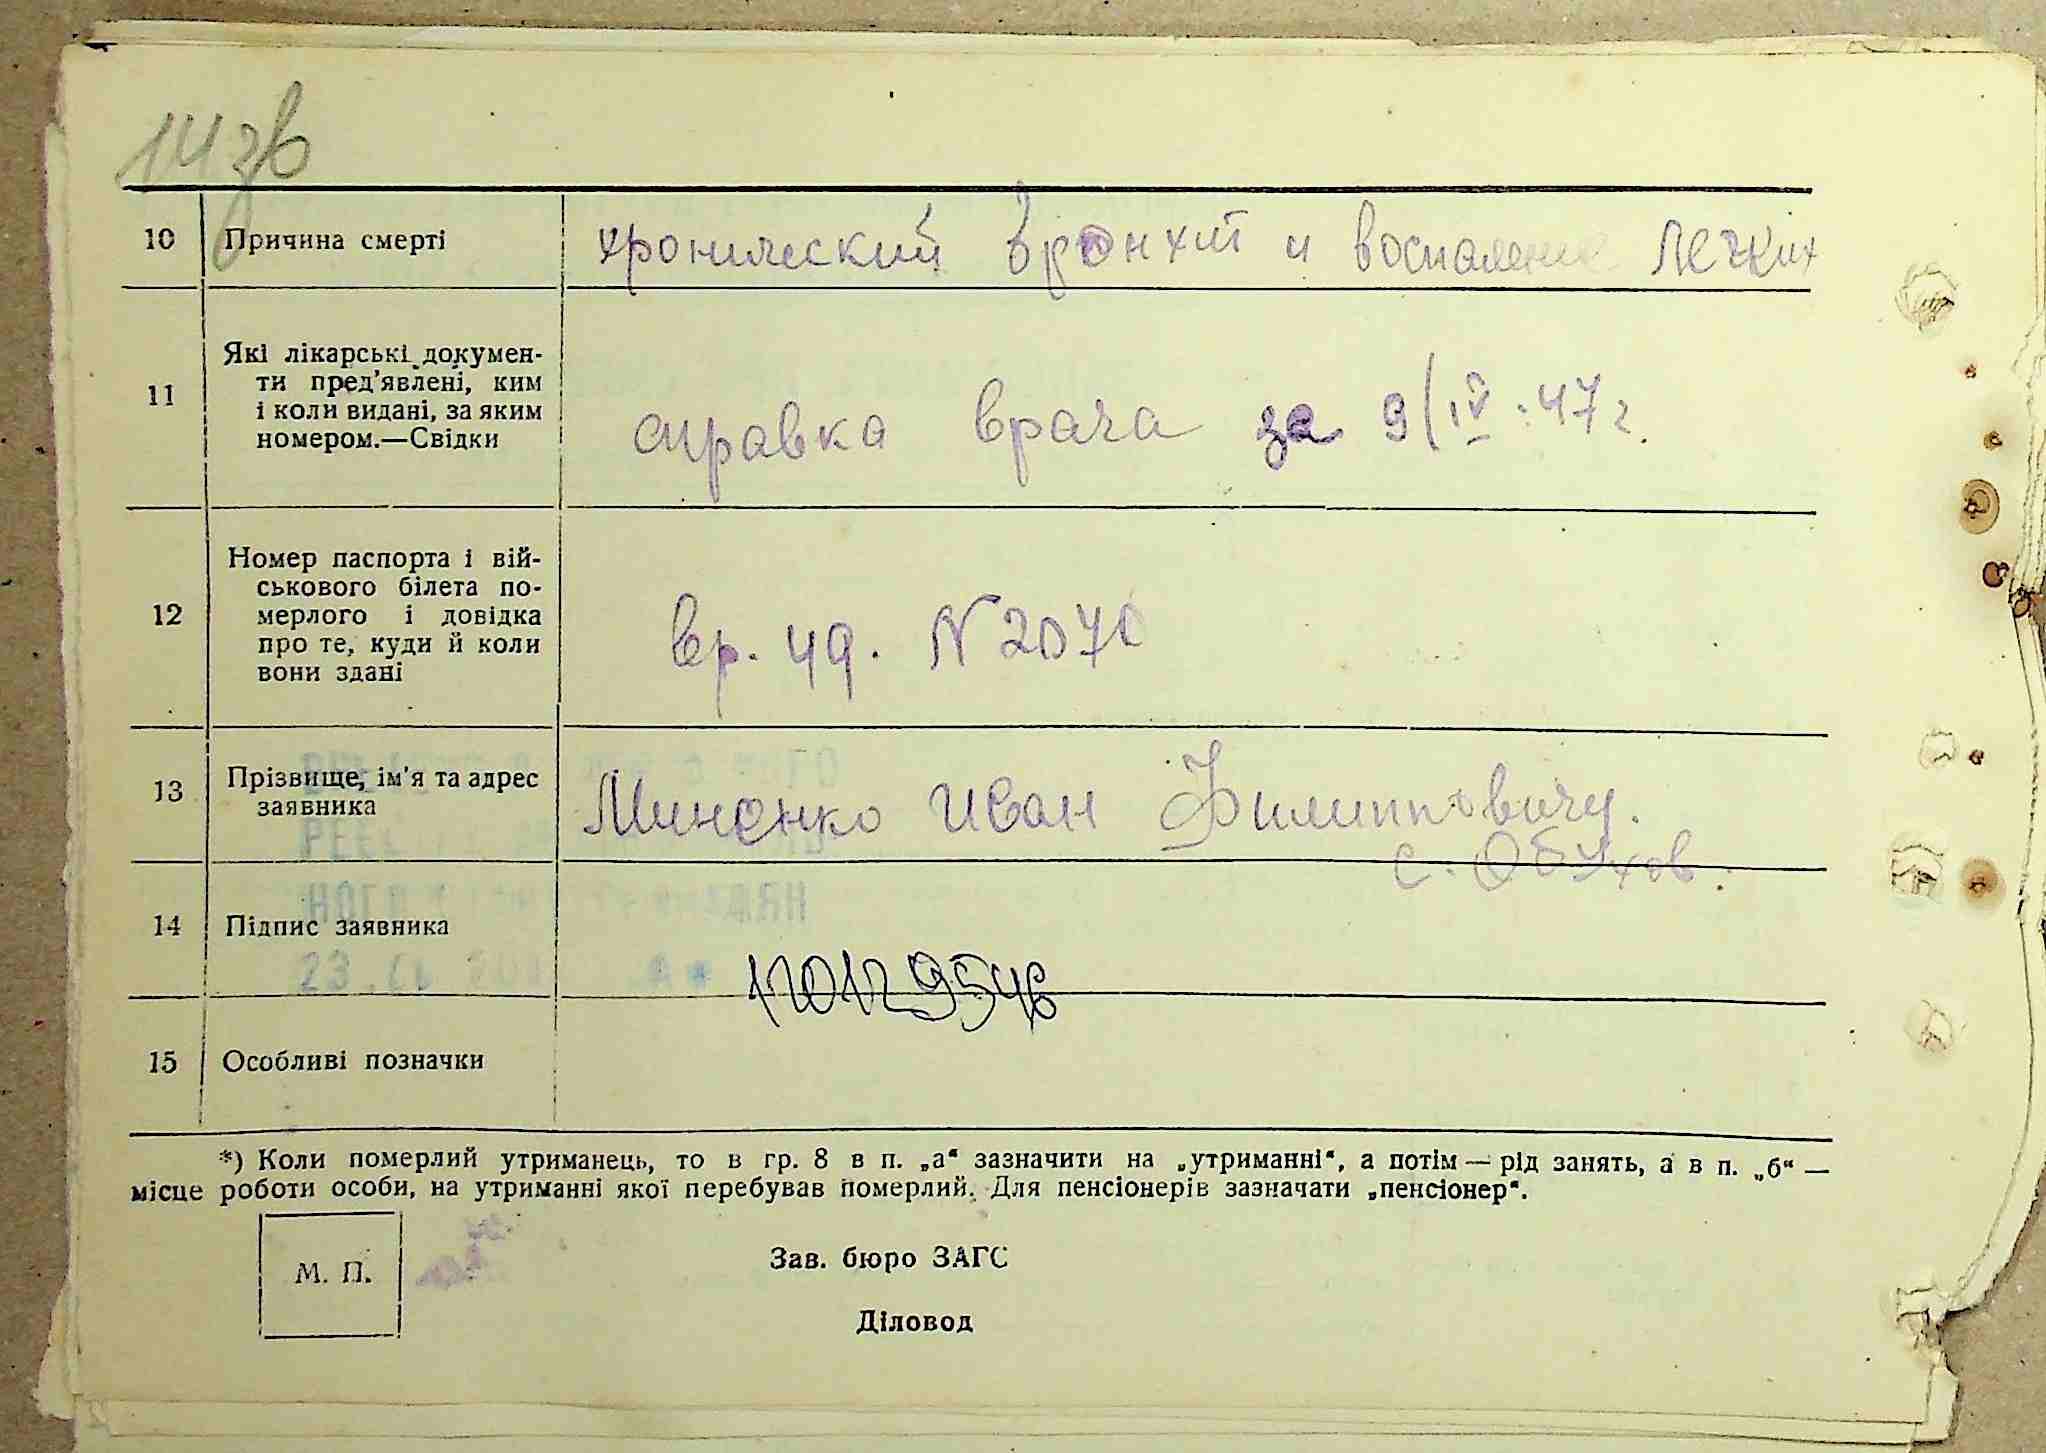 14 зв
10 Причина смерті хронический бронхит и воспаление легких
11 Які лікарські докумен-
ти пред'явлені, ким
і коли видані, за яким
номером.—Свідки
справка врача за 9/IV.47 г.
12 Номер паспорта і вій-
ськового білета по-
мерлого і довідка
про те, куди й коли
вони здані
вр. уд. N 2070
13 Прізвище, ім'я та адрес
заявника
Миненко Иван Филиппович
с. Обухов.
14 Підпис заявника
15 Особливі позначки
*) Коли померлий утриманець, то в гр. 8 в п. „а“ зазначити на „утриманні“, а потім — рід занять, а в п. „б“ —
місце роботи особи, на утриманні якої перебував померлий. Для пенсіонерів зазначати „пенсіонер“.
М. П.
Зав. бюро ЗАГС
Діловод